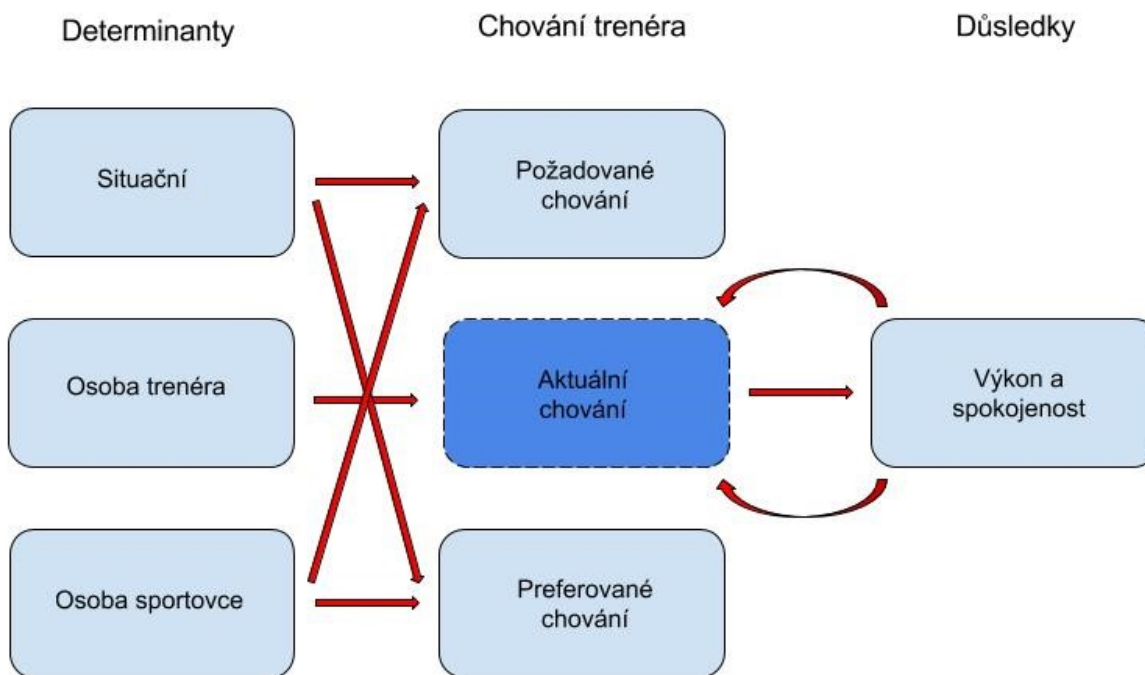 Determinanty
Chování trenéra
Důsledky
Situační
Požadované
chování
Osoba trenéra
Aktuální
chování
Výkon a
spokojenost
Osoba sportovce
Preferované
chování